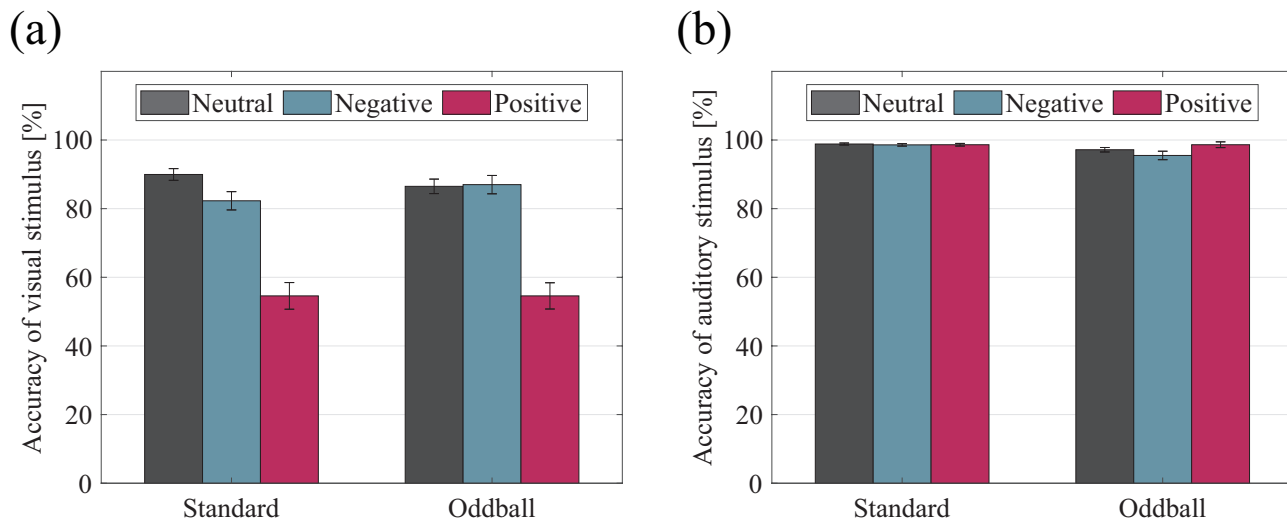 (a)
Accuracy of visual stimulus [%]
Neutral Negative Positive
100
80
60
40
20
0
Standard Oddball
(b)
Accuracy of auditory stimulus [%]
Neutral Negative Positive
100
80
60
40
20
0
Standard Oddball